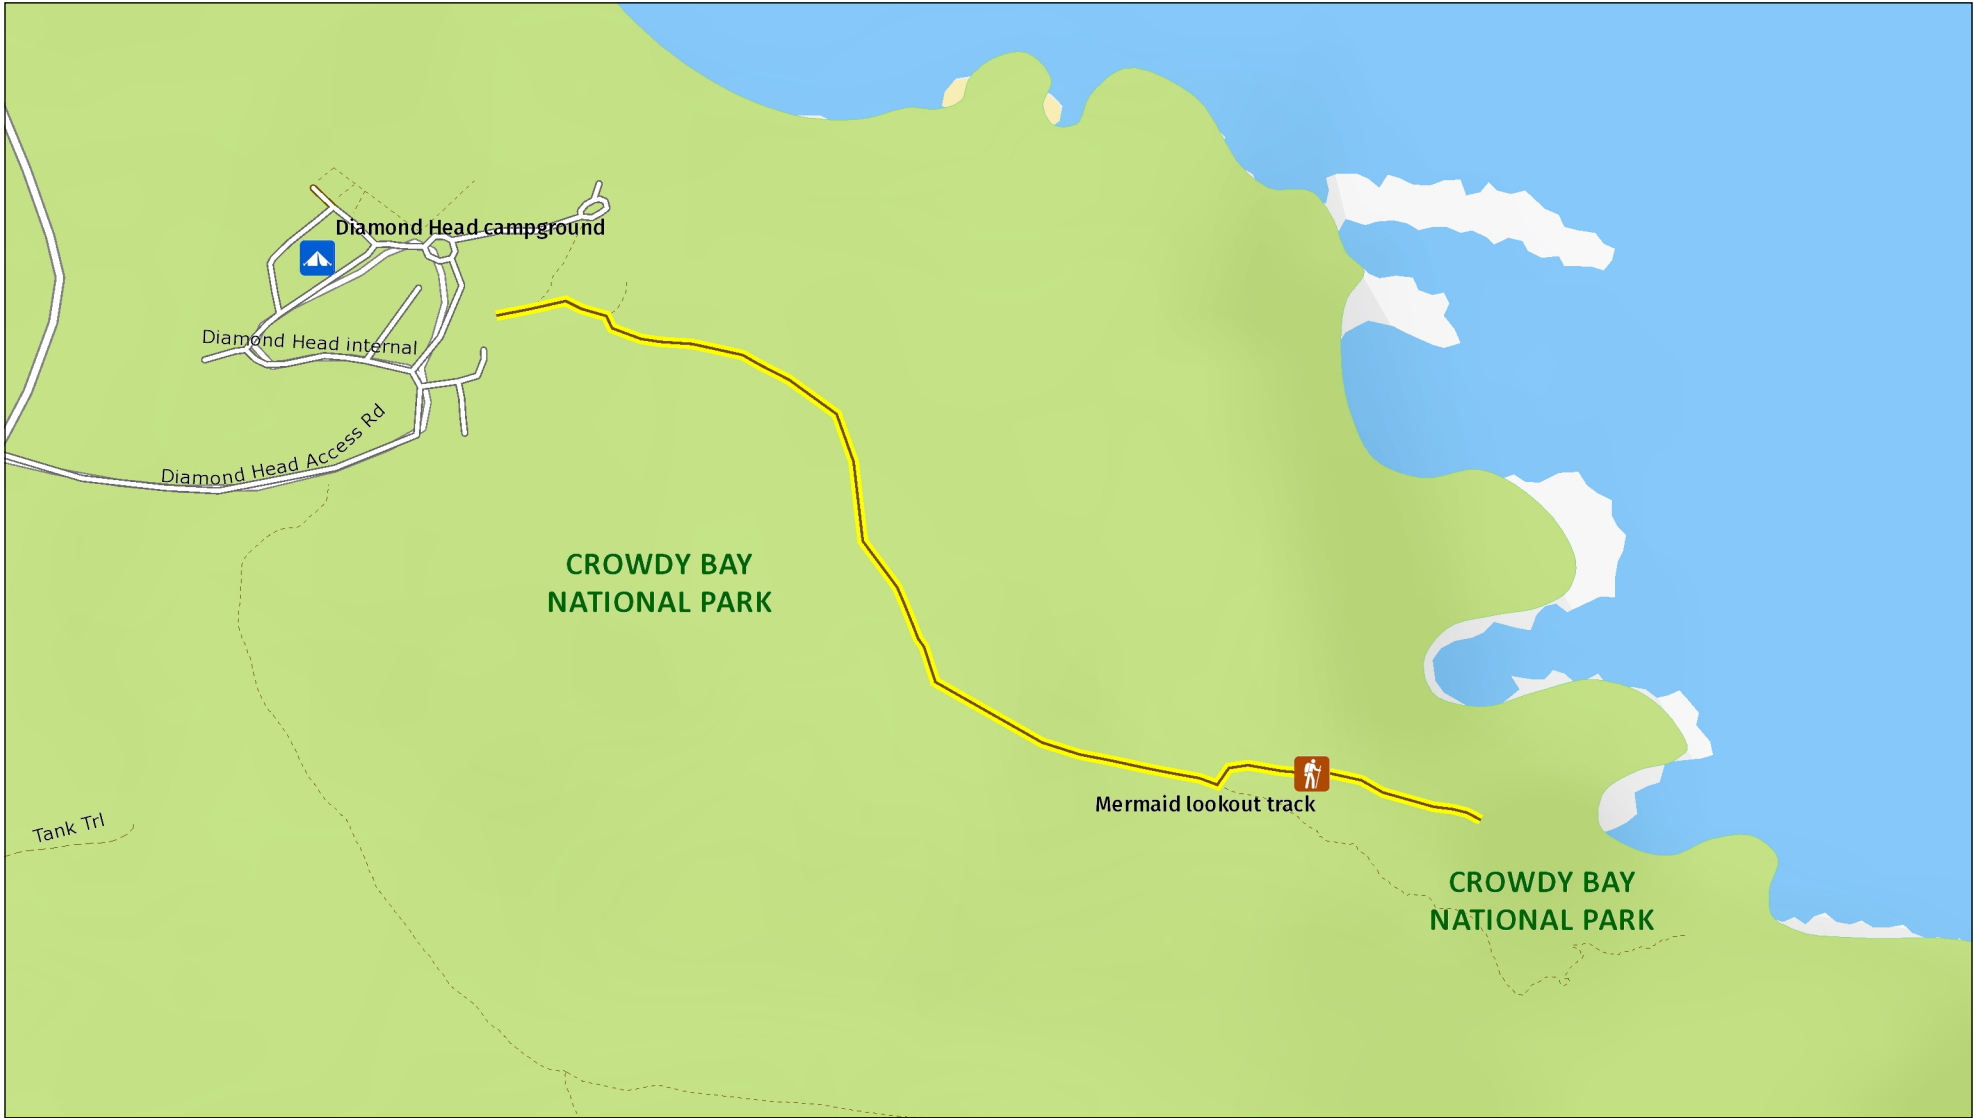 Diamond Head campground
Diamond Head internal
Diamond Head Access Rd
CROWDY BAY
NATIONAL PARK
Mermaid lookout track
Tank Trl
CROWDY BAY
NATIONAL PARK